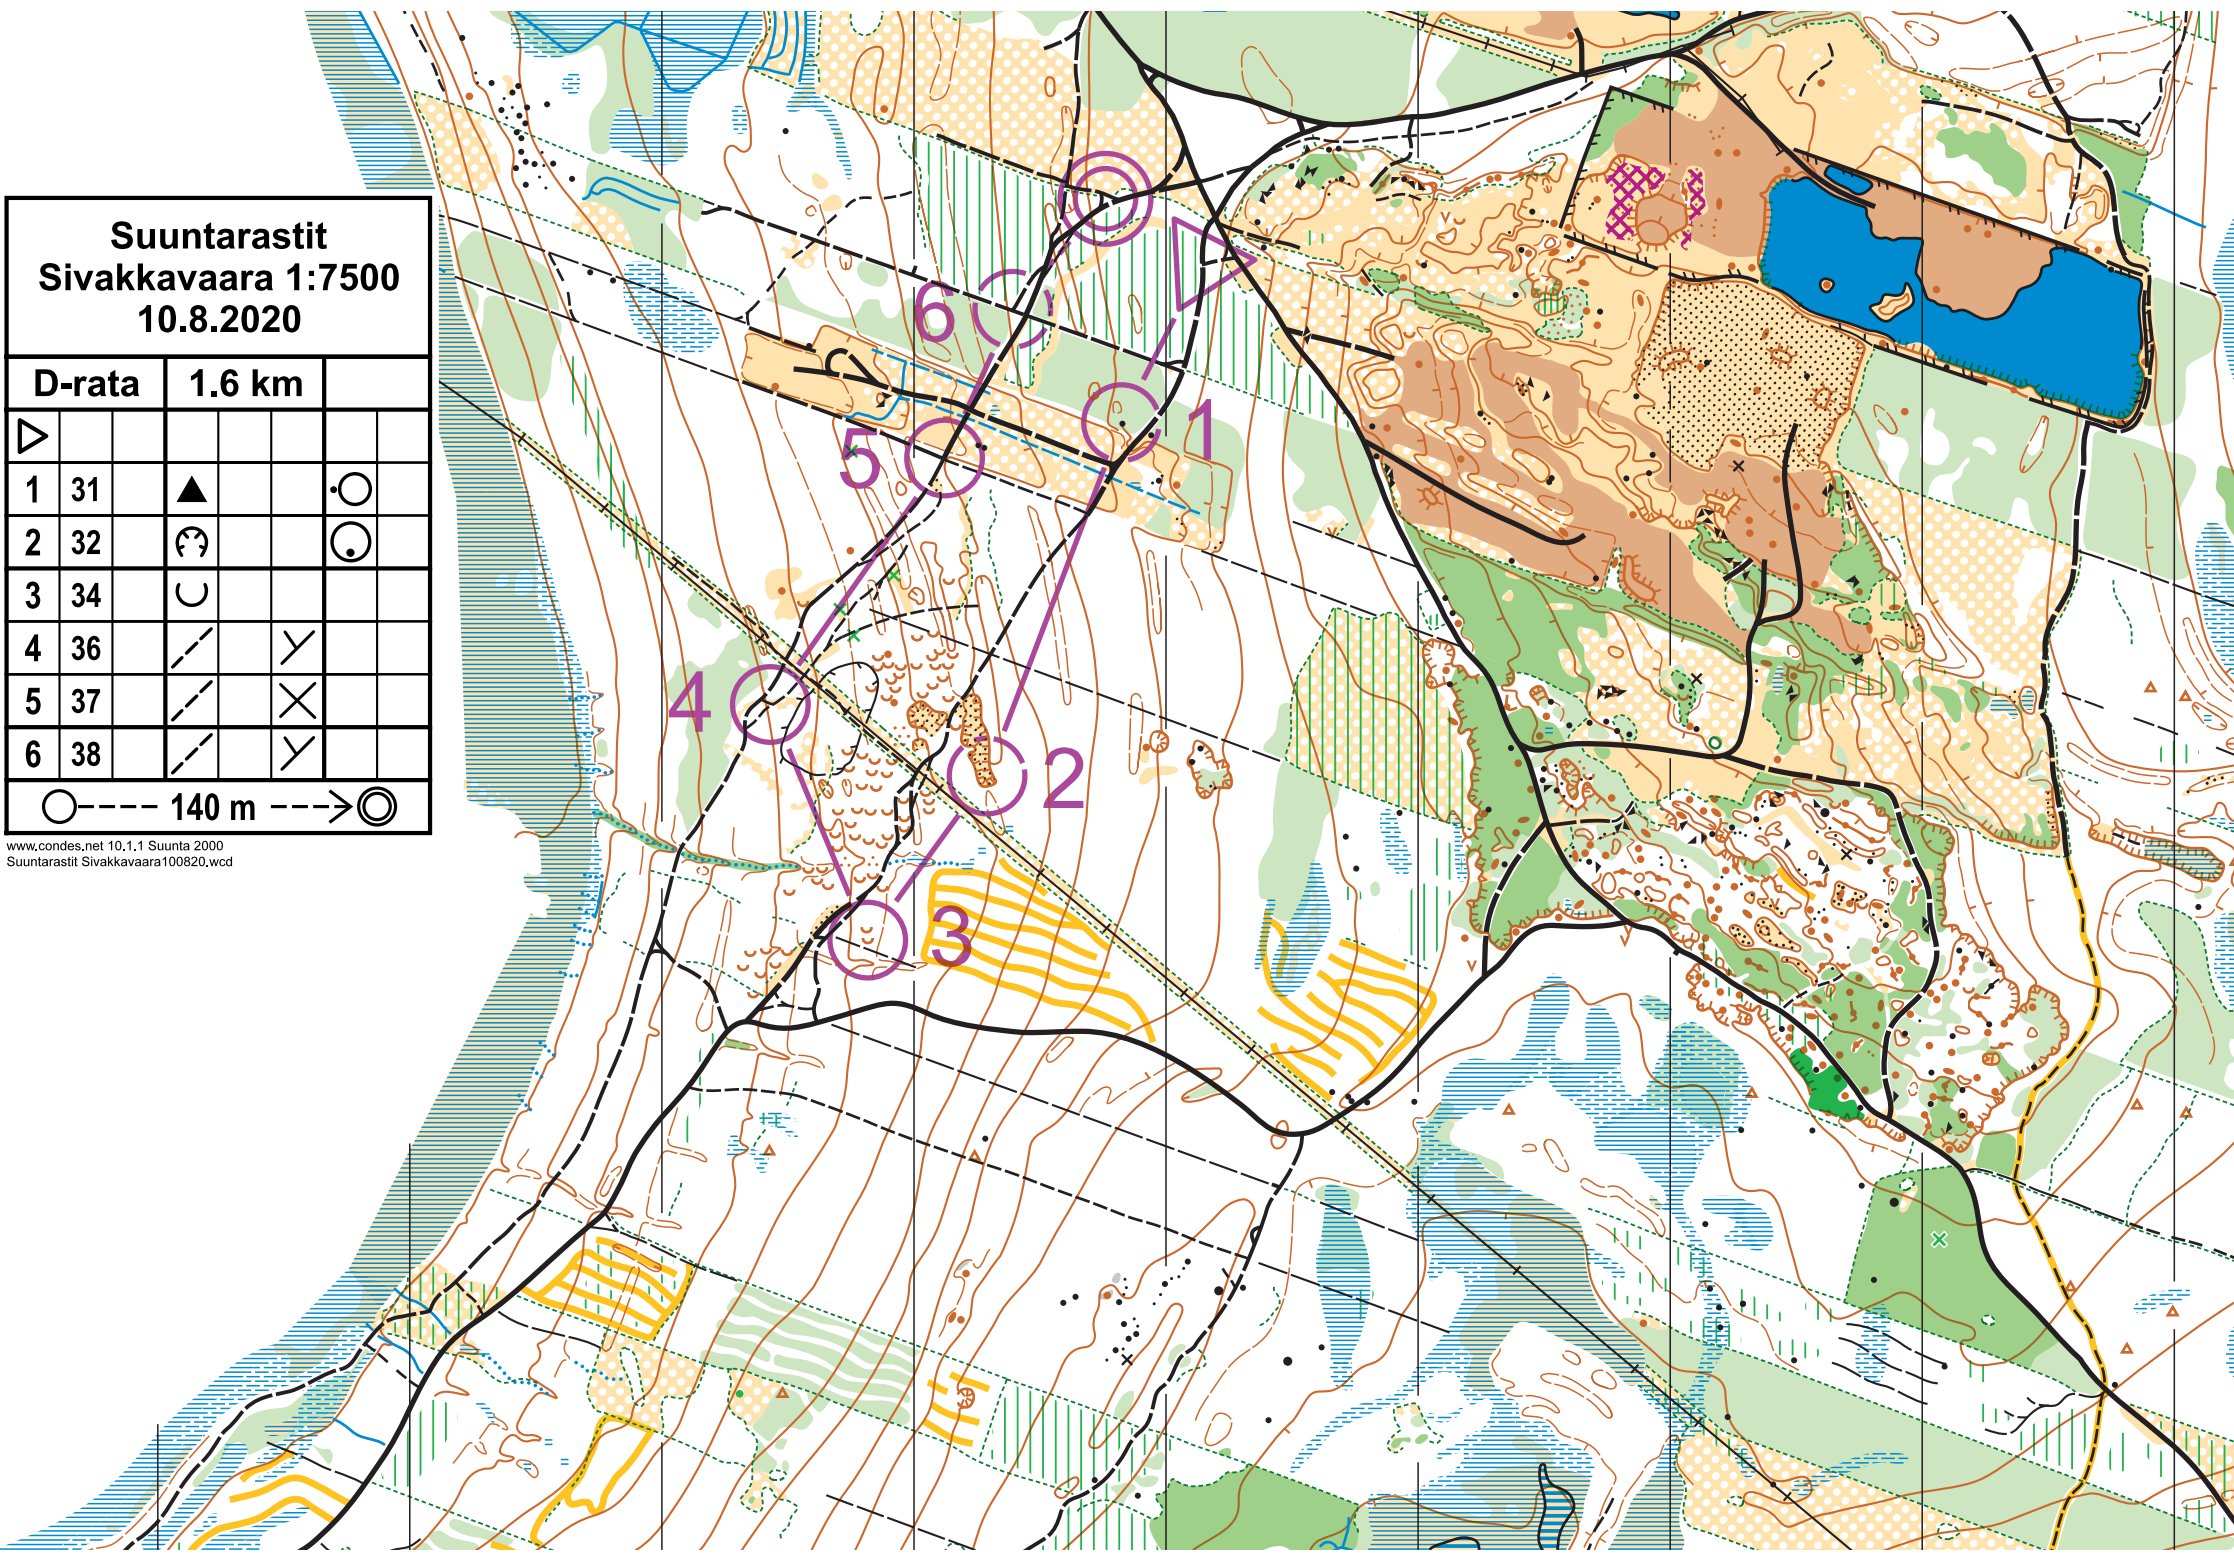 Suuntarastit
Sivakkavaara 1:7500
10.8.2020
D-rata 1.6 km
1 31
2 32
3 34
4 36
5 37
6 38
140 m
www.condes.net 10.1.1 Suunta 2000
Suuntarastit Sivakkavaara100820.wcd
6
1
5
4
2
3